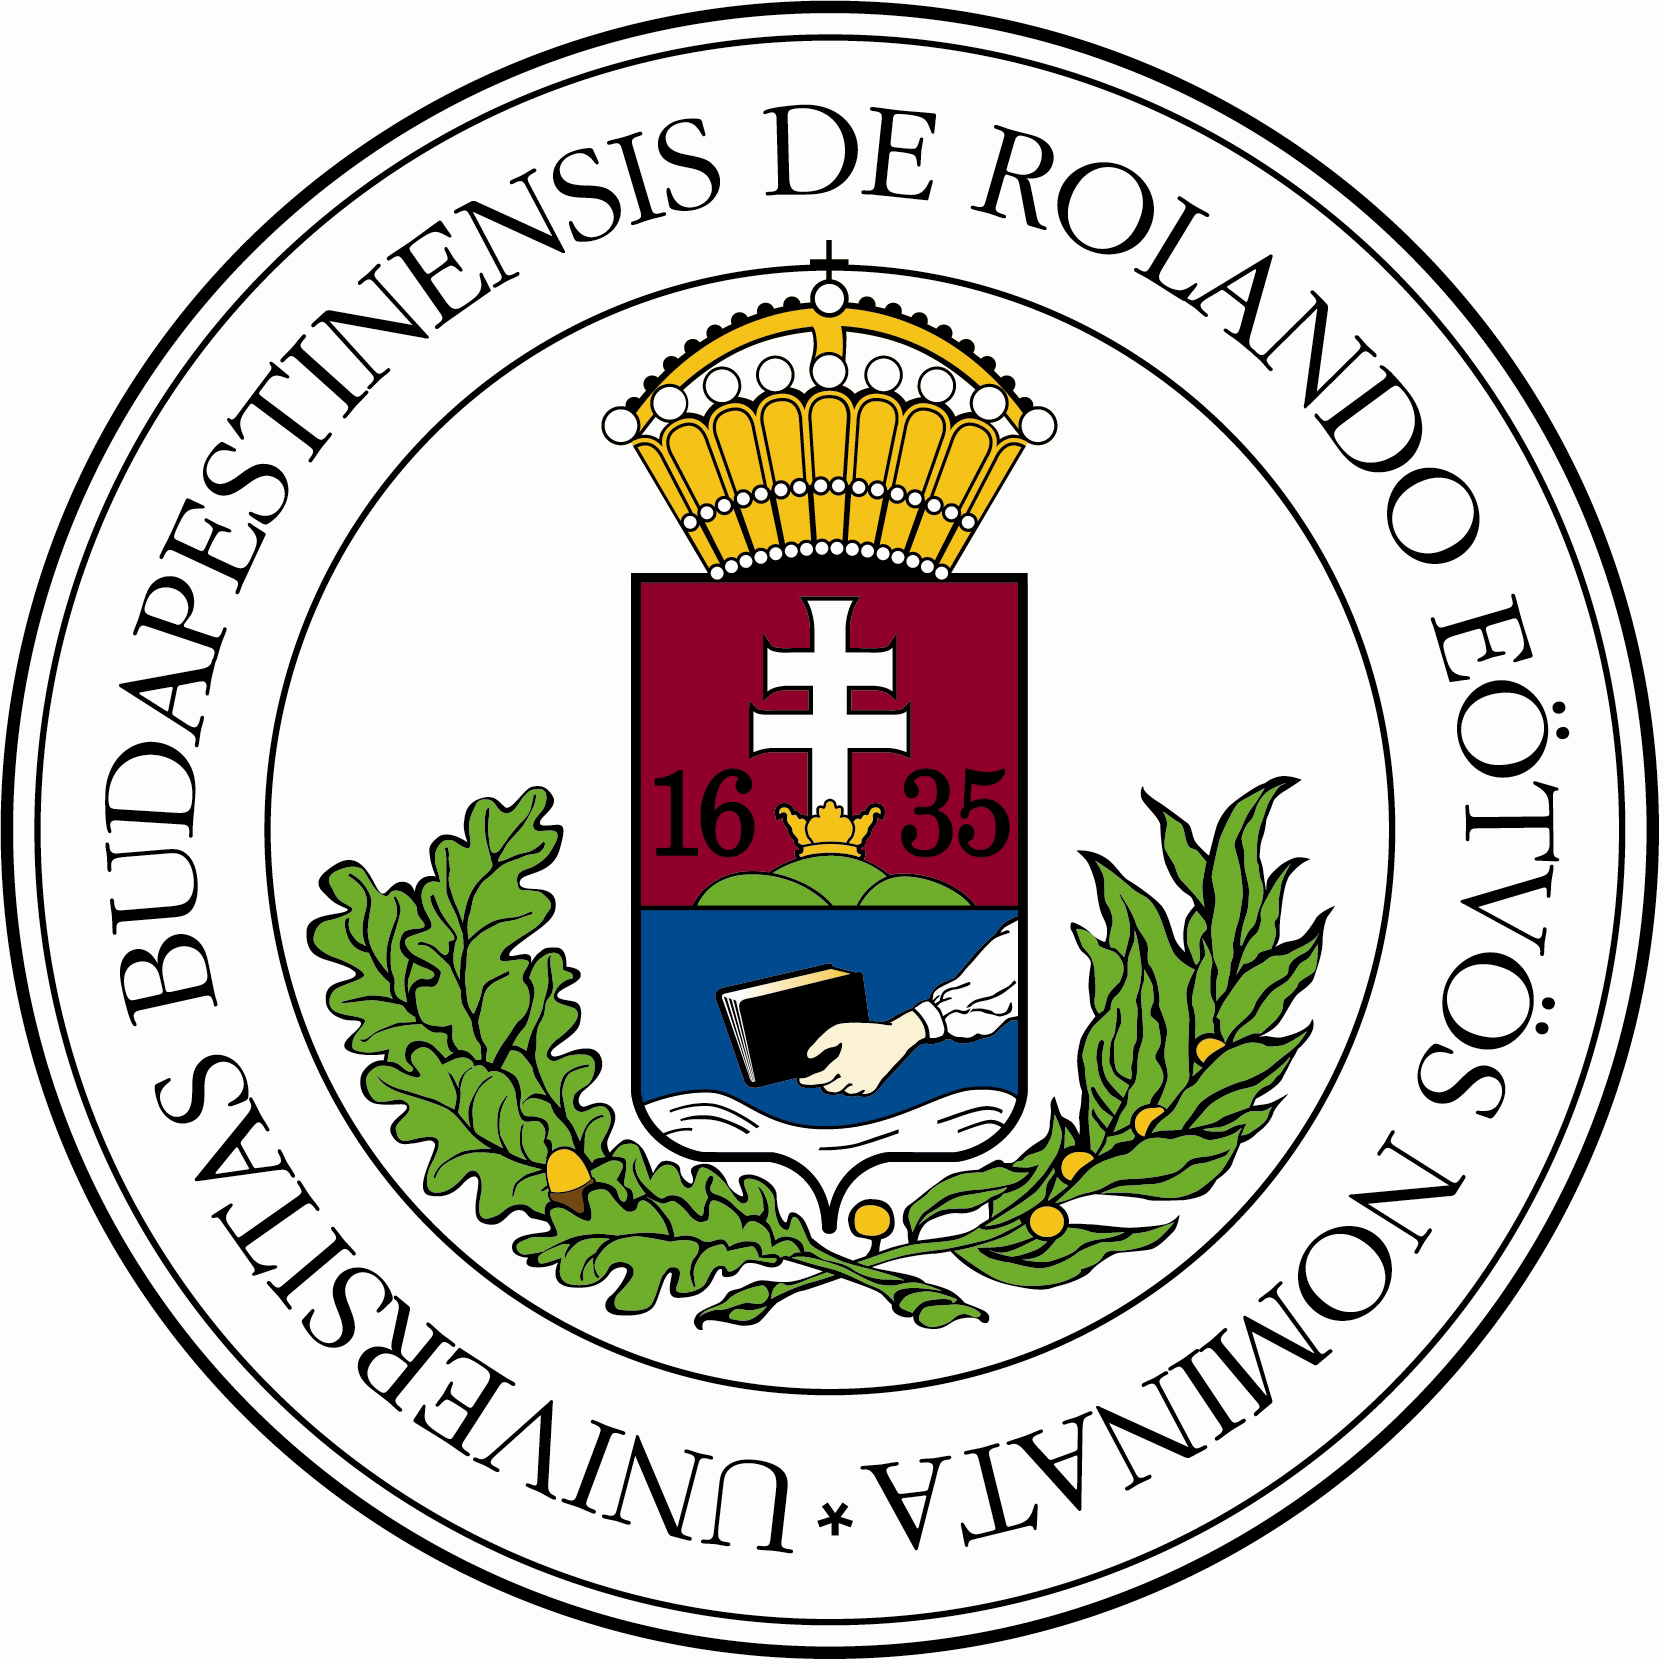 UNIVERSITAS BUDAPESTINENSIS DE ROLANDO EÖTVÖS NOMINATA *
16 35